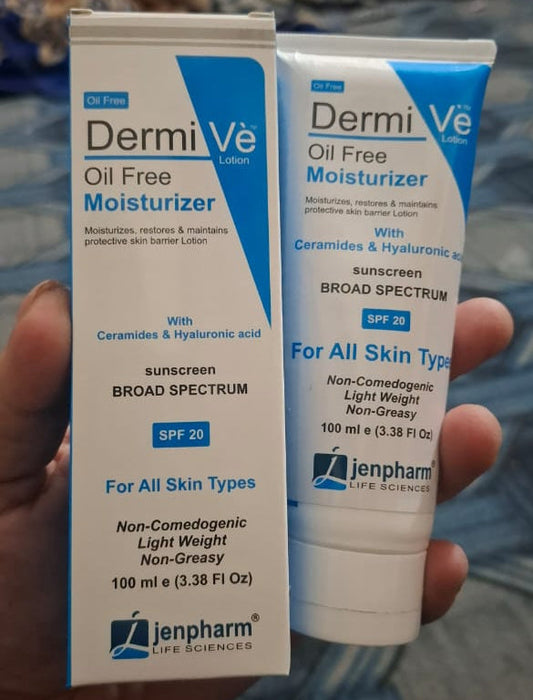 Oil Free
Dermi Vè™
Lotion
Oil Free
Moisturizer
Moisturizes, restores & maintains
protective skin barrier Lotion
With
Ceramides & Hyaluronic acid
sunscreen
BROAD SPECTRUM
SPF 20
For All Skin Types
Non-Comedogenic
Light Weight
Non-Greasy
100 ml e (3.38 Fl Oz)
jenpharm®
LIFE SCIENCES
Oil Free
Dermi Vè™
Lotion
Oil Free
Moisturizer
Moisturizes, restores & maintains
protective skin barrier Lotion
With
Ceramides & Hyaluronic acid
sunscreen
BROAD SPECTRUM
SPF 20
For All Skin Types
Non-Comedogenic
Light Weight
Non-Greasy
100 ml e (3.38 Fl Oz)
jenpharm®
LIFE SCIENCES